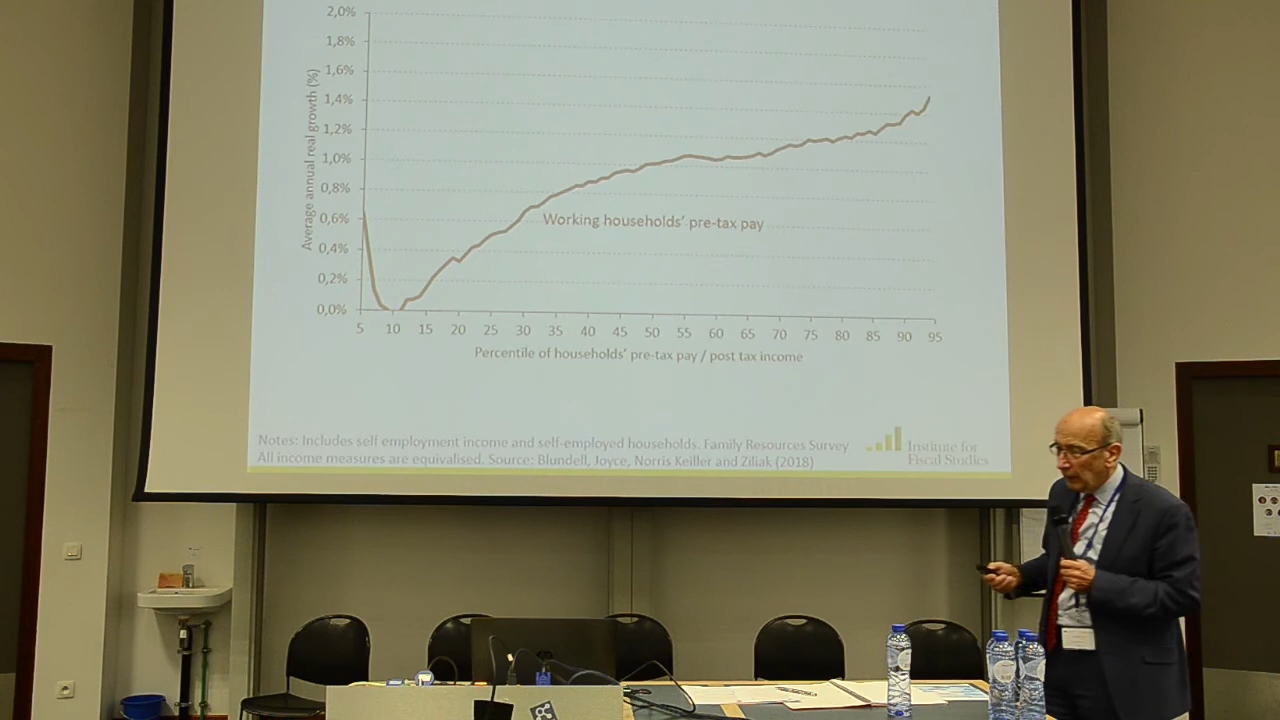 2,0%
1,8%
1,6%
1,4%
1,2%
1,0%
0,8%
0,6%
0,4%
0,2%
0,0%
Average annual real growth (%)
Working households' pre-tax pay
5 10 15 20 25 30 35 40 45 50 55 60 65 70 75 80 85 90 95
Percentile of households' pre-tax pay / post tax income
Notes: Includes self employment income and self-employed households. Family Resources Survey
All income measures are equivalised. Source: Blundell, Joyce, Norris Keiller and Ziliak (2018)
Institute for
Fiscal Studies